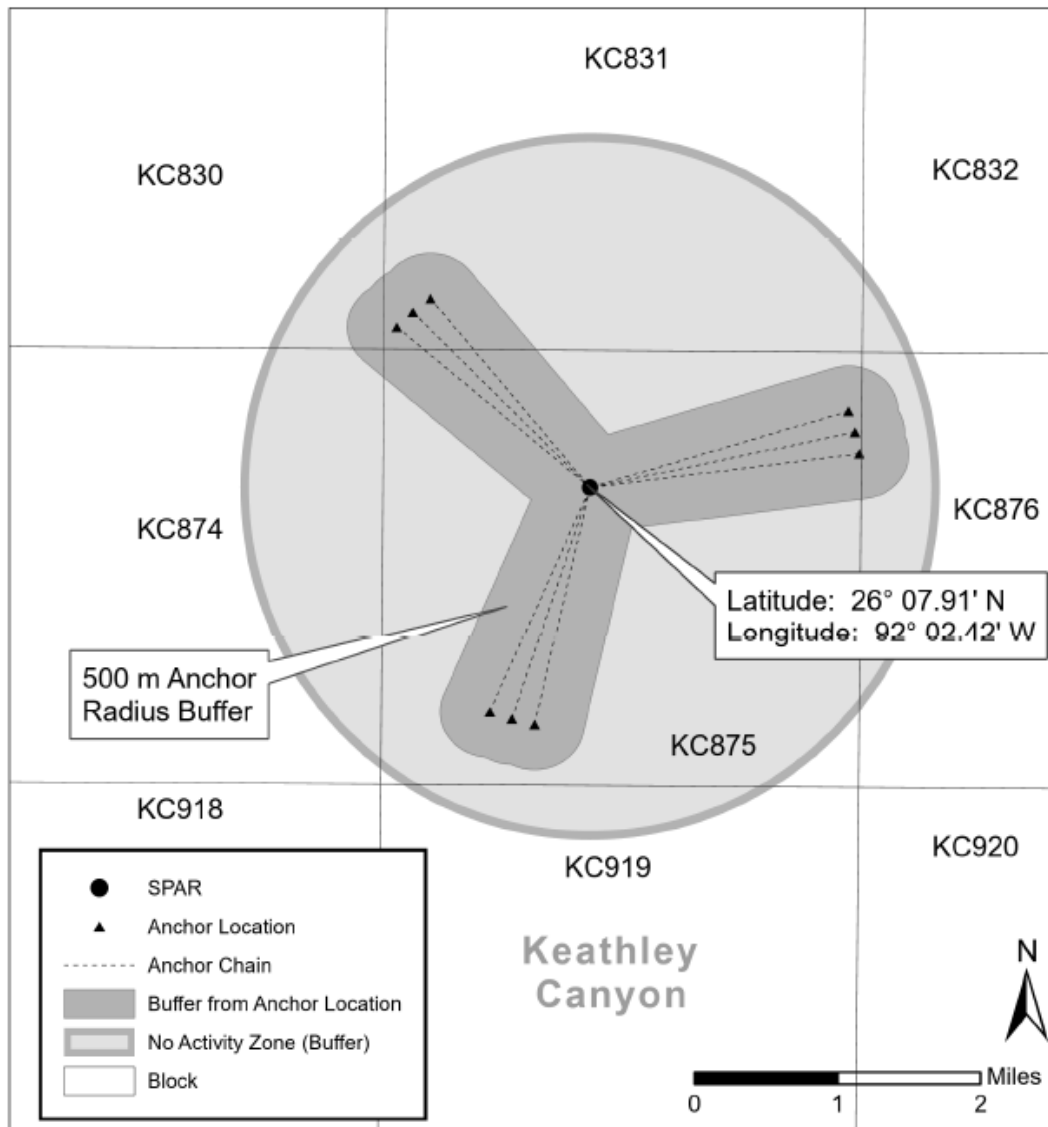 KC831
KC830
KC832
KC874
KC876
Latitude: 26° 07.91' N
Longitude: 92° 02.42' W
500 m Anchor
Radius Buffer
KC875
KC918
KC919
KC920
SPAR
Anchor Location
Anchor Chain
Buffer from Anchor Location
No Activity Zone (Buffer)
Block
Keathley
Canyon
N
Miles
0 1 2